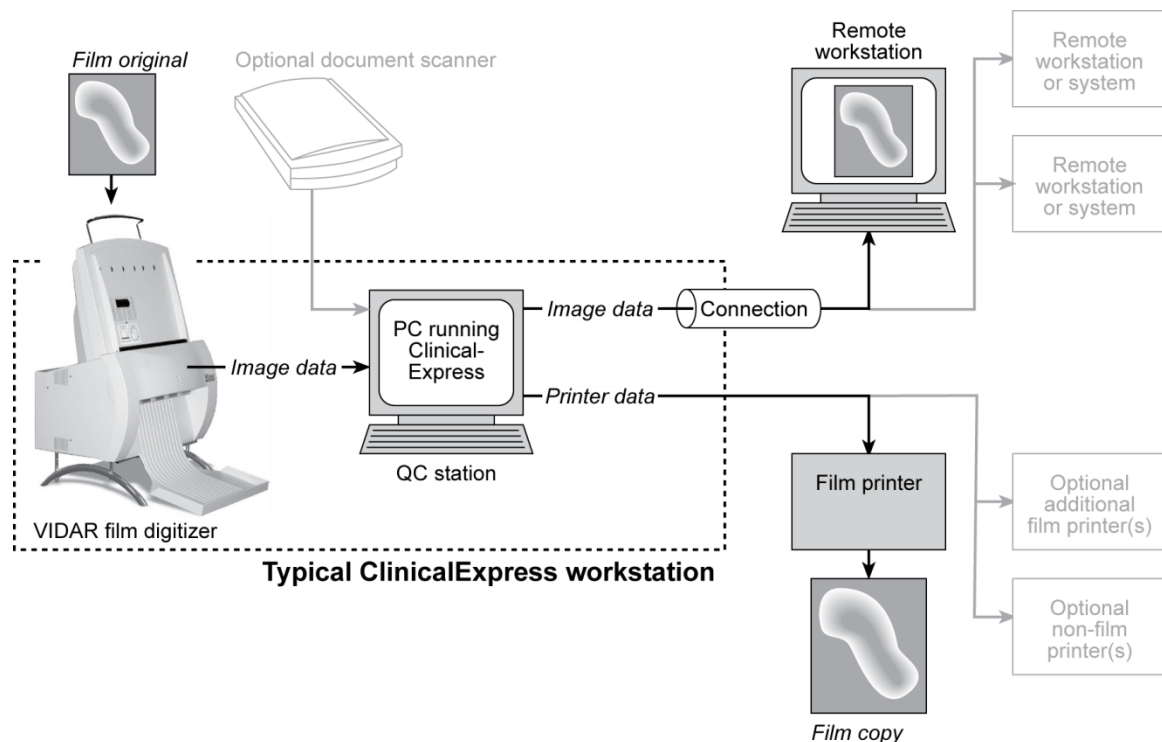 Film original
Optional document scanner
Remote
workstation
Remote
workstation
or system
Remote
workstation
or system
Image data
PC running
Clinical-
Express
Image data
Connection
Printer data
QC station
VIDAR film digitizer
Typical ClinicalExpress workstation
Film printer
Optional
additional
film printer(s)
Optional
non-film
printer(s)
Film copy